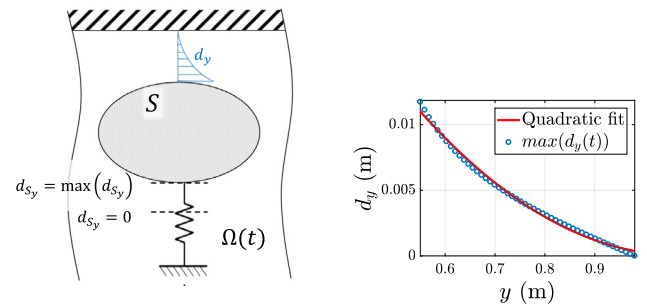 d_y
S
d_{S_y} = max(d_{S_y})
d_{S_y} = 0
Ω(t)
Quadratic fit
max(d_y(t))
0.01
0.005
0
d_y (m)
0.6 0.7 0.8 0.9
y (m)